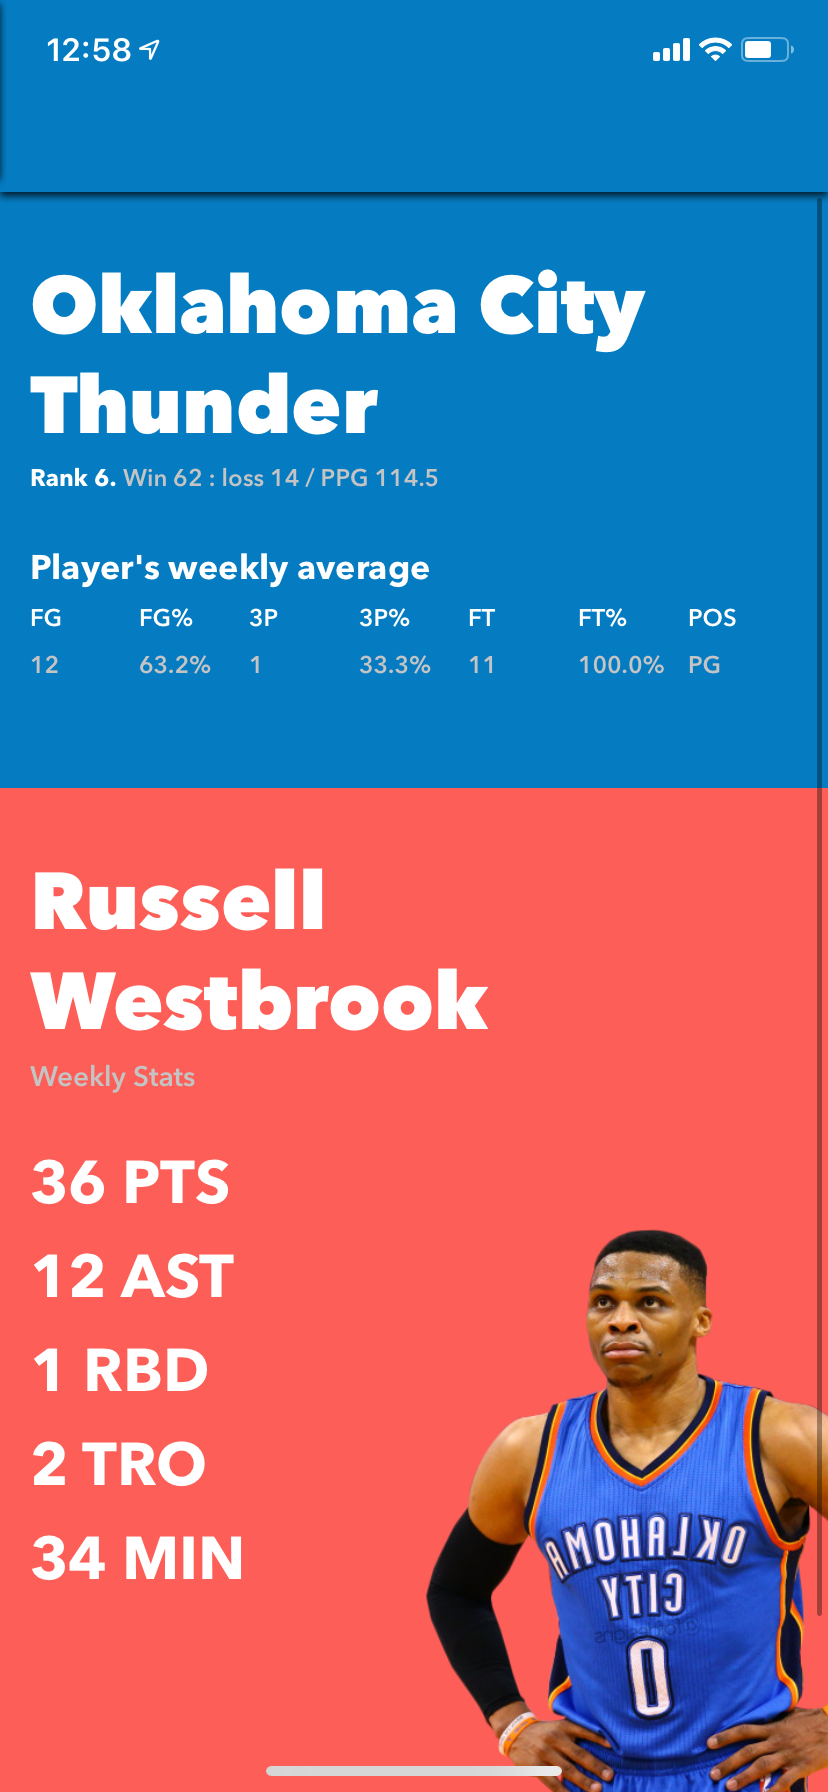 12:58
Oklahoma City
Thunder
Rank 6. Win 62 : loss 14 / PPG 114.5
Player's weekly average
FG FG% 3P 3P% FT FT% POS
12 63.2% 1 33.3% 11 100.0% PG
Russell
Westbrook
Weekly Stats
36 PTS
12 AST
1 RBD
2 TRO
34 MIN
OKLAHOMA
CITY
0